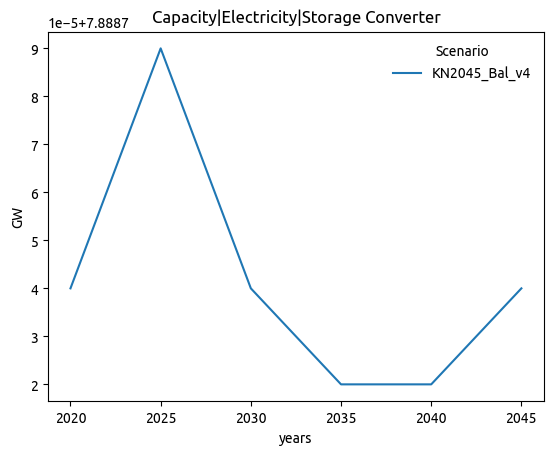 Capacity|Electricity|Storage Converter
1e−5+7.8887
Scenario
KN2045_Bal_v4
9
8
7
6
5
4
3
2
GW
2020 2025 2030 2035 2040 2045
years